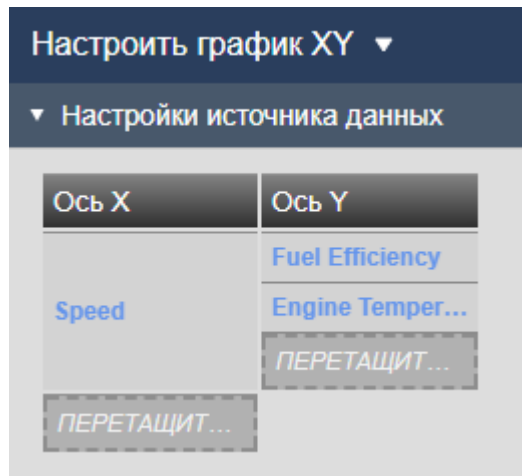 Настроить график XY
Настройки источника данных
Ось X Ось Y
Fuel Efficiency
Speed Engine Temper...
ПЕРЕТАЩИТ...
ПЕРЕТАЩИТ...